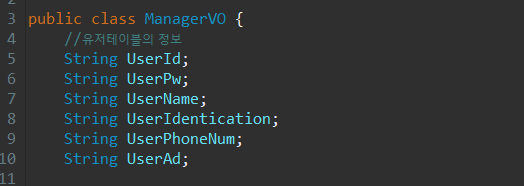 3 public class ManagerVO {
4 //유저테이블의 정보
5 String UserId;
6 String UserPw;
7 String UserName;
8 String UserIdentication;
9 String UserPhoneNum;
10 String UserAd;
11